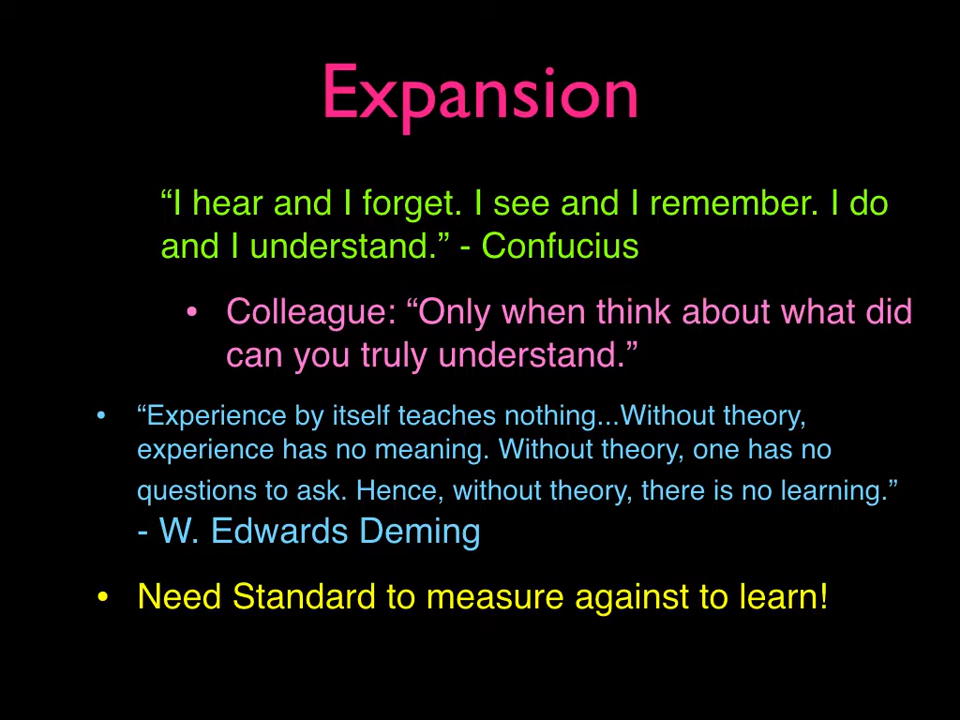 Expansion
“I hear and I forget. I see and I remember. I do
and I understand.” - Confucius
• Colleague: “Only when think about what did
can you truly understand.”
• “Experience by itself teaches nothing...Without theory,
experience has no meaning. Without theory, one has no
questions to ask. Hence, without theory, there is no learning.”
- W. Edwards Deming
• Need Standard to measure against to learn!